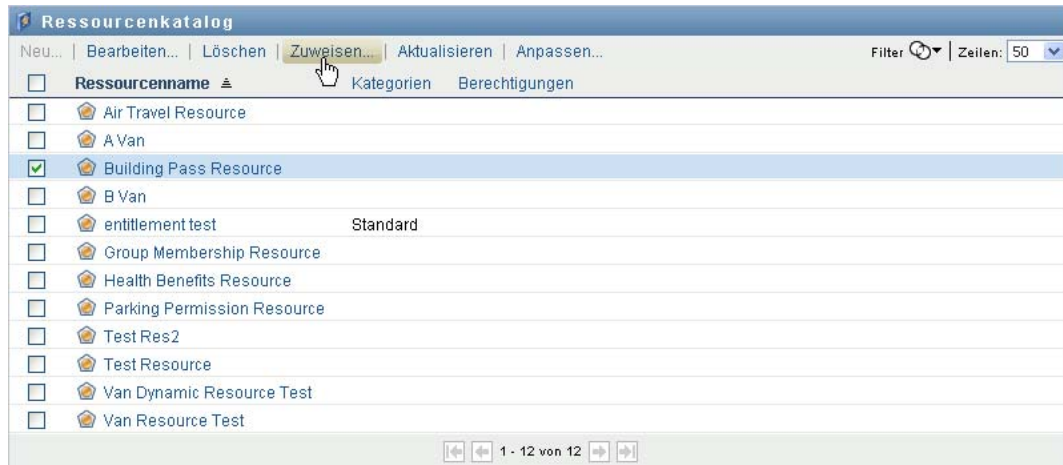 Ressourcenkatalog
Neu... | Bearbeiten... | Löschen | Zuweisen... | Aktualisieren | Anpassen... Filter | Zeilen: 50
Ressourcenname Kategorien Berechtigungen
Air Travel Resource
A Van
Building Pass Resource
B Van
entitlement test Standard
Group Membership Resource
Health Benefits Resource
Parking Permission Resource
Test Res2
Test Resource
Van Dynamic Resource Test
Van Resource Test
1 - 12 von 12